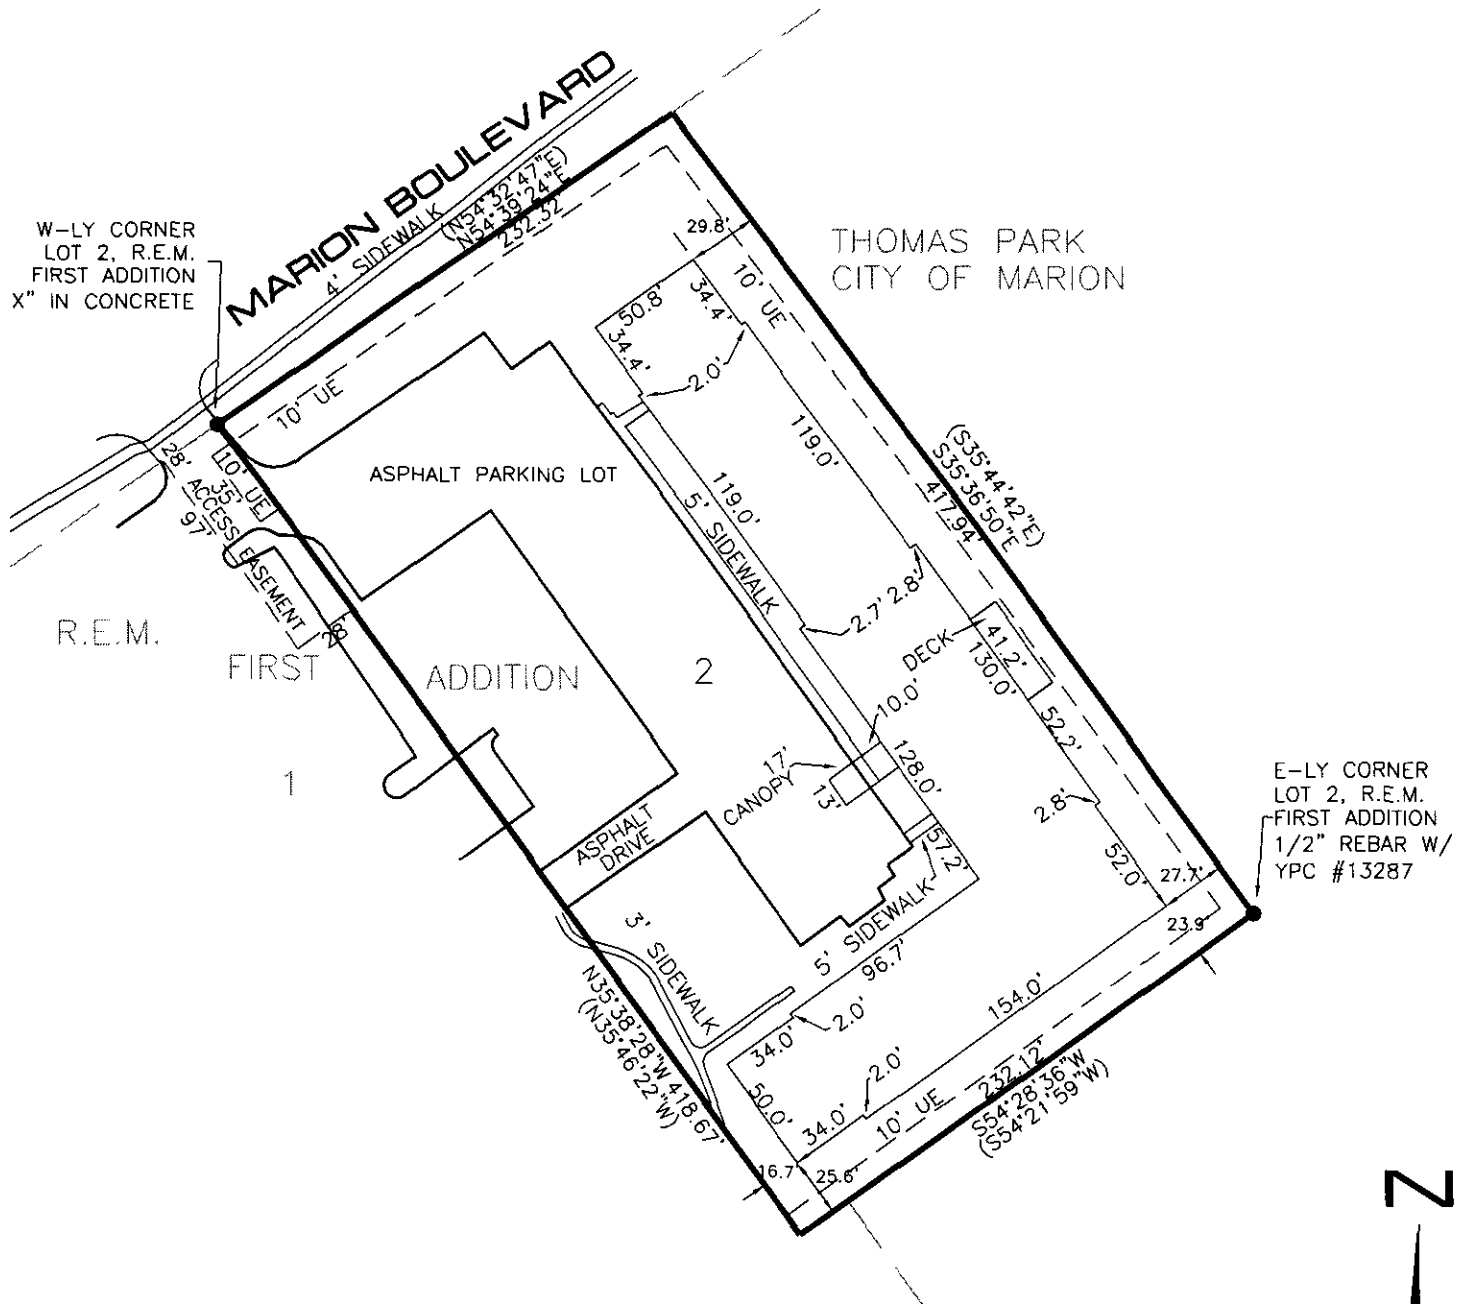 MARION BOULEVARD
4' SIDEWALK
(N54°32'47"E)
N54°39'24"E
232.32
W-LY CORNER
LOT 2, R.E.M.
FIRST ADDITION
X" IN CONCRETE
THOMAS PARK
CITY OF MARION
29.8'
10' UE
50.8'
34.4'
34.4'
2.0'
10' UE
119.0'
ASPHALT PARKING LOT
28' ACCESS EASEMENT
97'
10' UE
35'
119.0'
5' SIDEWALK
(S35°44'42"E)
S35°36'50"E
417.94'
2.8'
2.7'
28'
R.E.M.
FIRST
ADDITION
2
DECK
41.2'
130.0'
10.0'
52.2'
1
17'
CANOPY
13'
128.0'
2.8'
E-LY CORNER
LOT 2, R.E.M.
FIRST ADDITION
1/2" REBAR W/
YPC #13287
ASPHALT
DRIVE
57.2'
52.0'
27.7'
23.9'
3' SIDEWALK
5' SIDEWALK
96.7'
154.0'
N35°38'28"W 418.67'
(N35°46'22"W)
2.0'
34.0'
2.0'
50.0'
34.0'
10' UE
232.12'
S54°28'36"W
(S54°21'59"W)
16.7'
25.6'
N